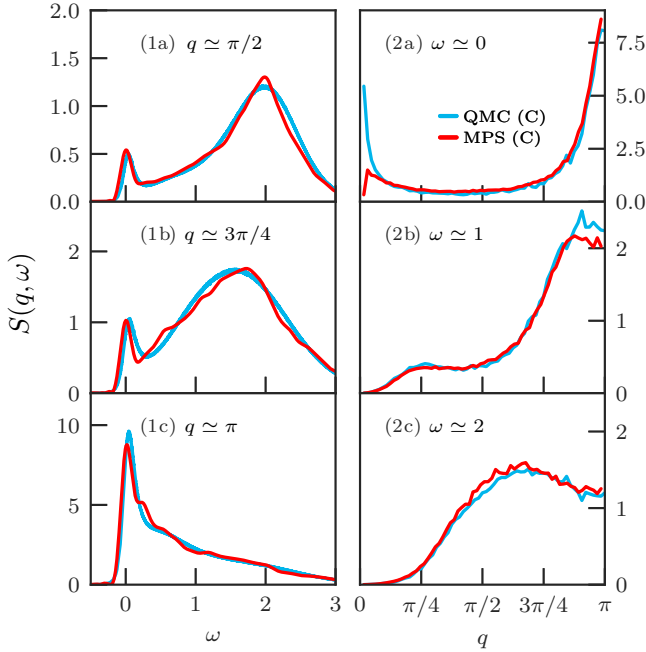 S(q, ω)
2.0
1.5
1.0
0.5
0.0
(1a) q ≃ π/2
2
1
0
(1b) q ≃ 3π/4
10
5
0
(1c) q ≃ π
0 1 2 3
ω
(2a) ω ≃ 0
QMC (C)
MPS (C)
7.5
5.0
2.5
0.0
(2b) ω ≃ 1
2
1
0
(2c) ω ≃ 2
2
1
0
0 π/4 π/2 3π/4 π
q